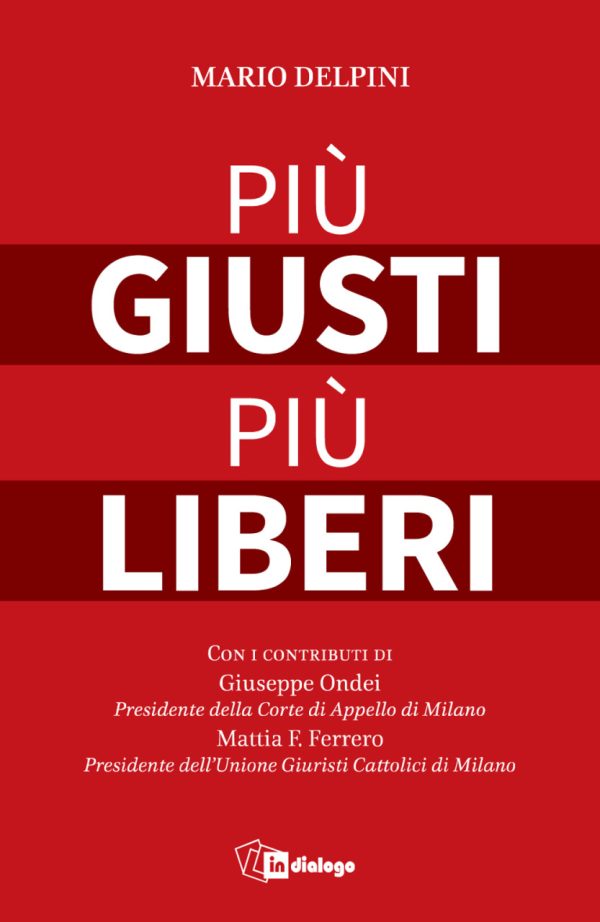 MARIO DELPINI
PIÙ
GIUSTI
PIÙ
LIBERI
CON I CONTRIBUTI DI
Giuseppe Ondei
Presidente della Corte di Appello di Milano
Mattia F. Ferrero
Presidente dell’Unione Giuristi Cattolici di Milano
in dialogo